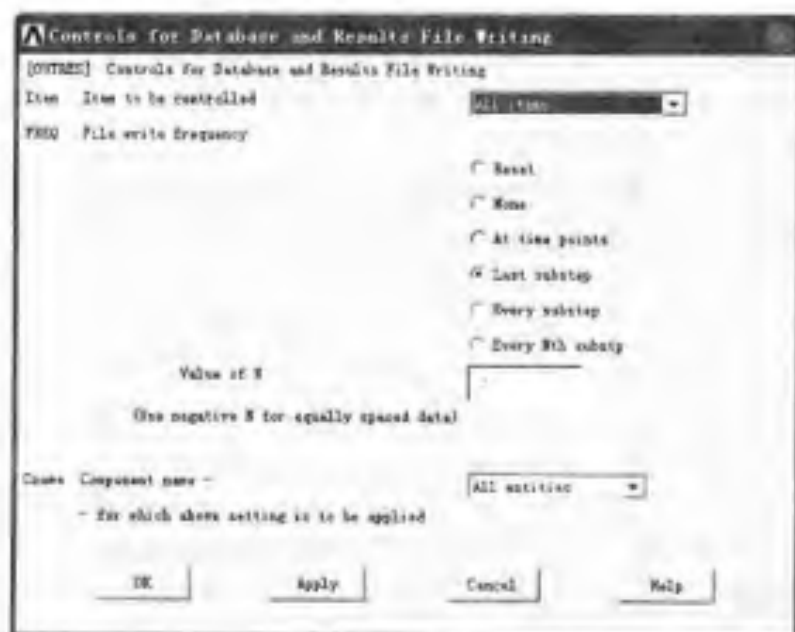 Controls for Database and Results File Writing
[OUTRES] Controls for Database and Results File Writing
Item Item to be controlled All items
FREQ File write frequency
Reset
None
At time points
Last substep
Every substep
Every Nth substp
Value of N
(Use negative N for equally spaced data)
Cname Component name - All entities
- for which above setting is to be applied
OK Apply Cancel Help